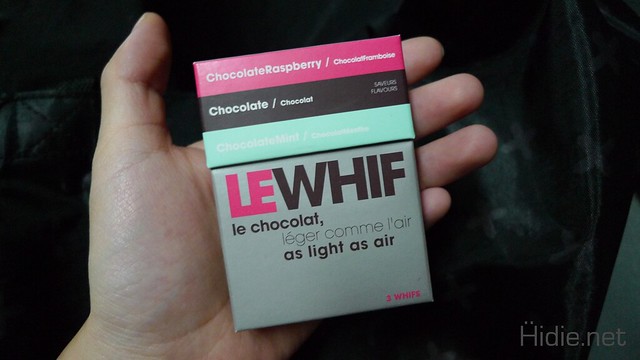 ChocolateRaspberry / ChocolatFramboise
Chocolate / Chocolat
SAVEURS
FLAVOURS
ChocolateMint /
LEWHIF
le chocolat,
léger comme l'air
as light as air
3 WHIFS
Hidie.net